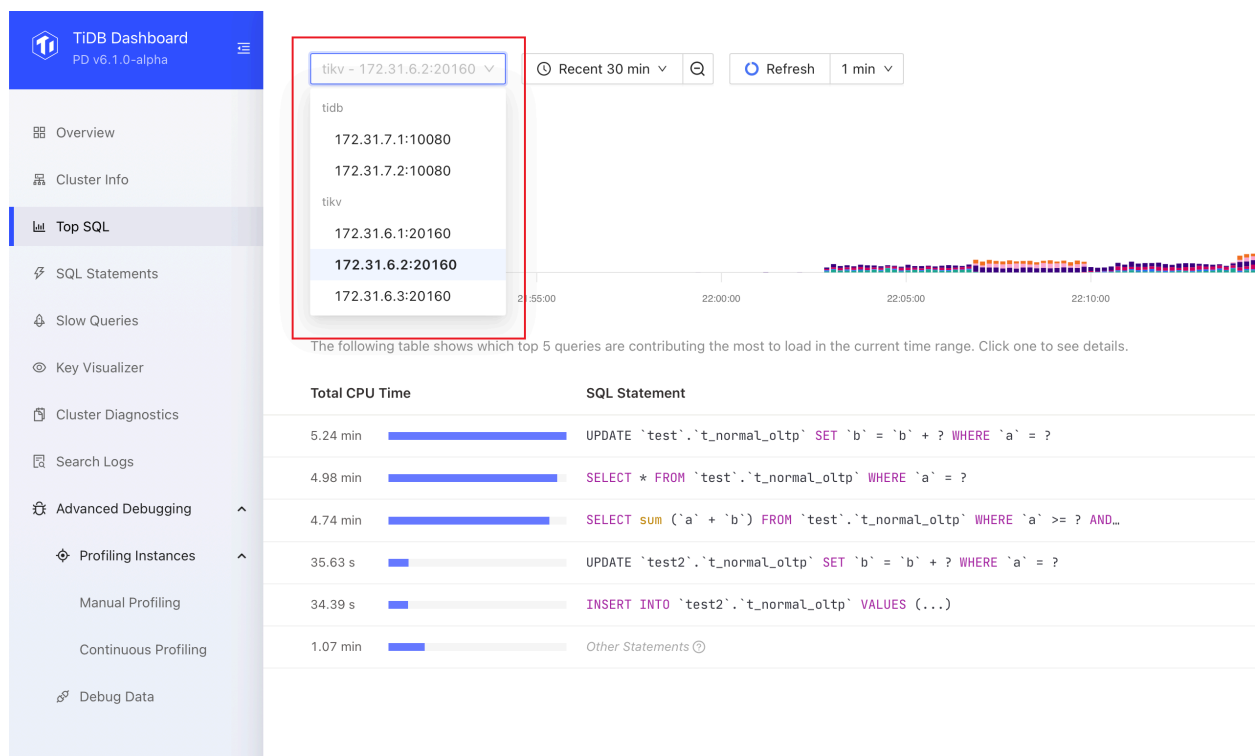 TiDB Dashboard
PD v6.1.0-alpha
Overview
Cluster Info
Top SQL
SQL Statements
Slow Queries
Key Visualizer
Cluster Diagnostics
Search Logs
Advanced Debugging
Profiling Instances
Manual Profiling
Continuous Profiling
Debug Data
tikv - 172.31.6.2:20160
Recent 30 min
Refresh
1 min
tidb
172.31.7.1:10080
172.31.7.2:10080
tikv
172.31.6.1:20160
172.31.6.2:20160
172.31.6.3:20160
21:55:00
22:00:00
22:05:00
22:10:00
The following table shows which top 5 queries are contributing the most to load in the current time range. Click one to see details.
Total CPU Time SQL Statement
5.24 min UPDATE `test`.`t_normal_oltp` SET `b` = `b` + ? WHERE `a` = ?
4.98 min SELECT * FROM `test`.`t_normal_oltp` WHERE `a` = ?
4.74 min SELECT sum (`a` + `b`) FROM `test`.`t_normal_oltp` WHERE `a` >= ? AND…
35.63 s UPDATE `test2`.`t_normal_oltp` SET `b` = `b` + ? WHERE `a` = ?
34.39 s INSERT INTO `test2`.`t_normal_oltp` VALUES (...)
1.07 min Other Statements